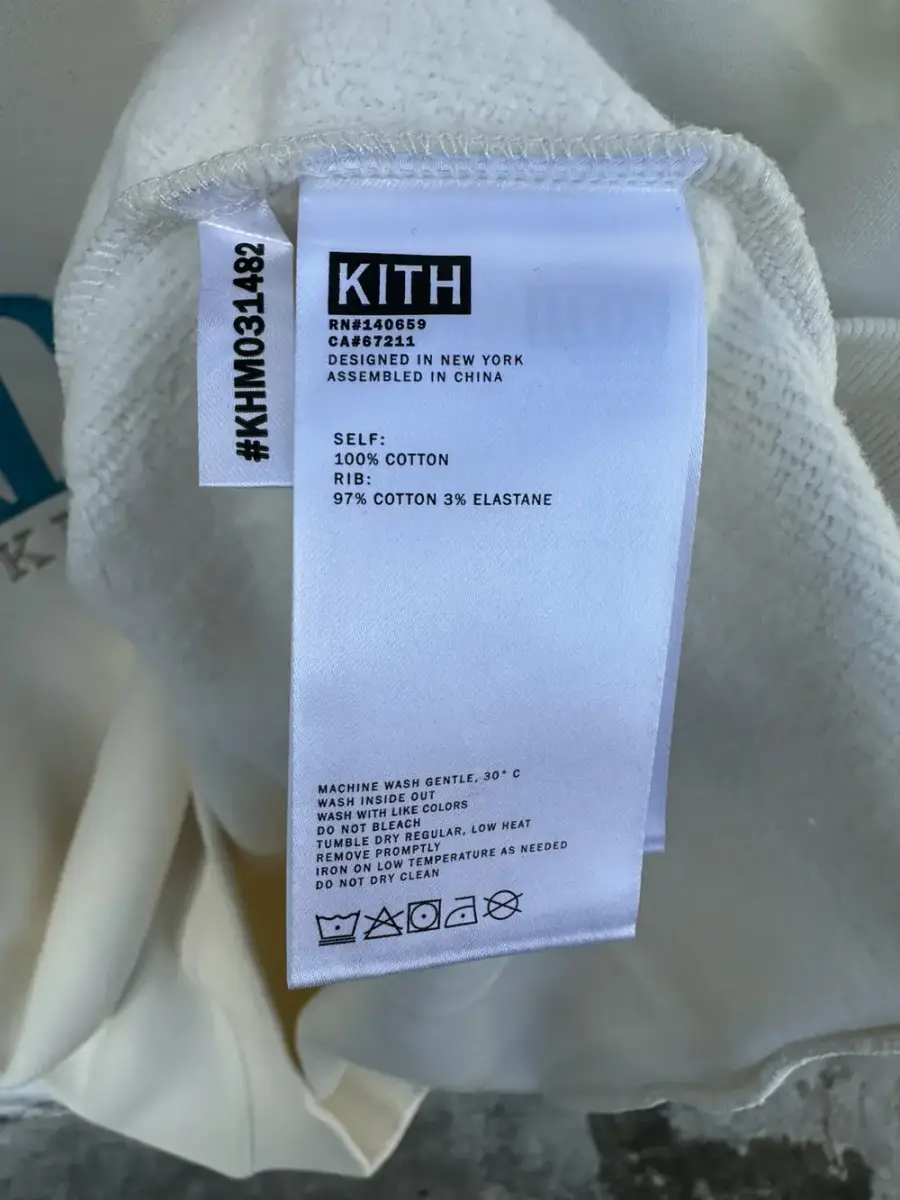 #KHM031482
KITH
RN#140659
CA#67211
DESIGNED IN NEW YORK
ASSEMBLED IN CHINA
SELF:
100% COTTON
RIB:
97% COTTON 3% ELASTANE
MACHINE WASH GENTLE, 30° C
WASH INSIDE OUT
WASH WITH LIKE COLORS
DO NOT BLEACH
TUMBLE DRY REGULAR, LOW HEAT
REMOVE PROMPTLY
IRON ON LOW TEMPERATURE AS NEEDED
DO NOT DRY CLEAN